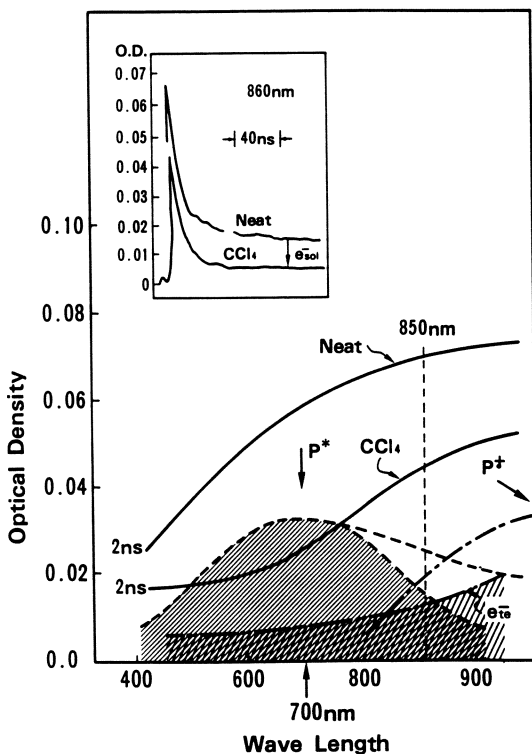 O.D.
0.07
0.06
0.05
0.04
0.03
0.02
0.01
0
860nm
40ns
Neat
CCl₄
e⁻sol
0.10
0.08
0.06
0.04
0.02
0.0
Optical Density
850nm
Neat
P*
CCl₄
P⁺
2ns
2ns
e⁻te
400
600
800
900
700nm
Wave Length